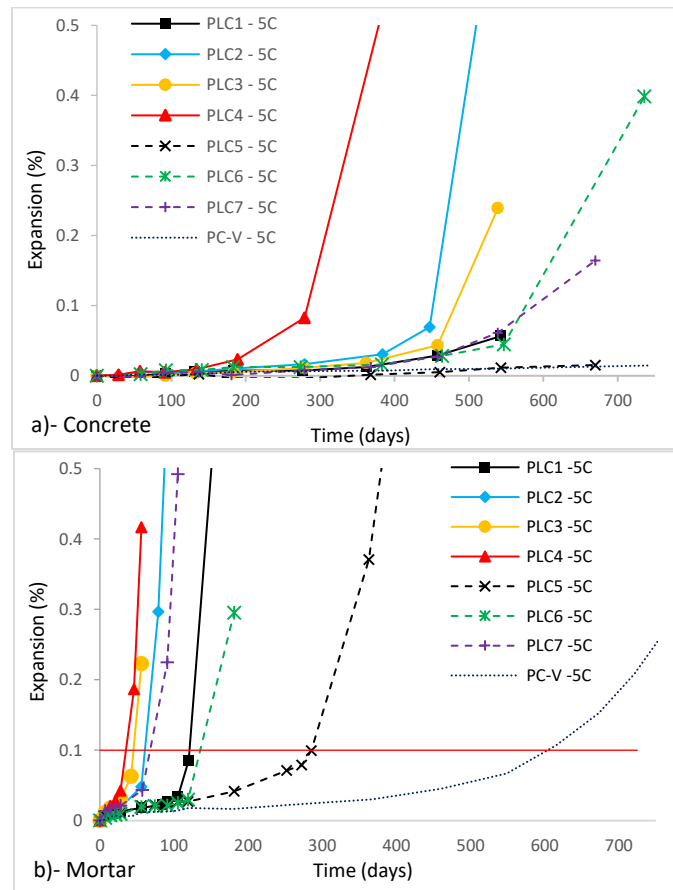 0.5
0.4
0.3
0.2
0.1
0
Expansion (%)
PLC1 - 5C
PLC2 - 5C
PLC3 - 5C
PLC4 - 5C
PLC5 - 5C
PLC6 - 5C
PLC7 - 5C
PC-V - 5C
0 100 200 300 400 500 600 700
a)- Concrete
Time (days)
0.5
0.4
0.3
0.2
0.1
0
Expansion (%)
PLC1 -5C
PLC2 -5C
PLC3 -5C
PLC4 -5C
PLC5 -5C
PLC6 -5C
PLC7 -5C
PC-V -5C
0 100 200 300 400 500 600 700
b)- Mortar
Time (days)